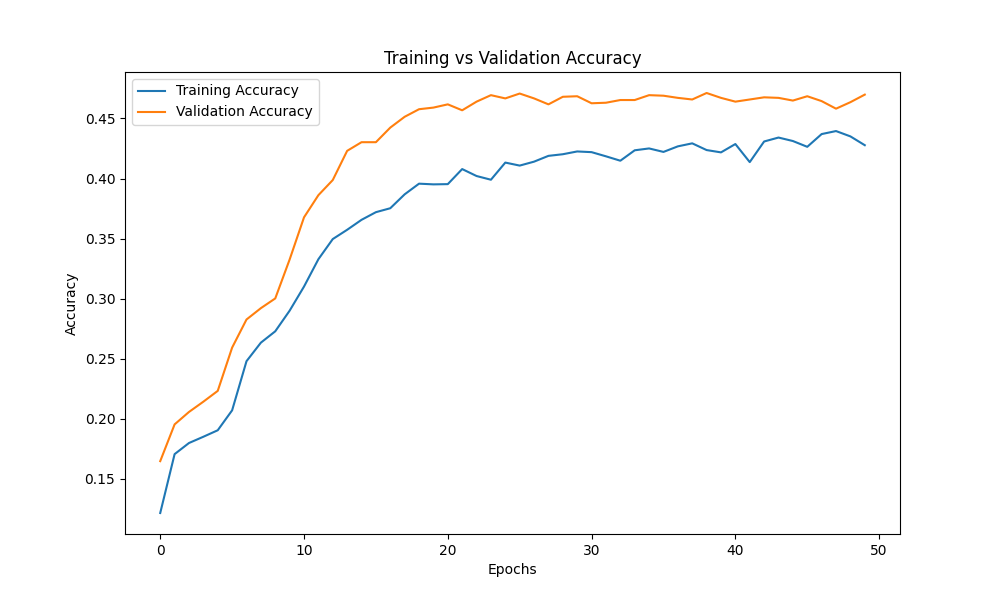 Training vs Validation Accuracy
Training Accuracy
Validation Accuracy
0.45
0.40
0.35
0.30
0.25
0.20
0.15
Accuracy
0 10 20 30 40 50
Epochs